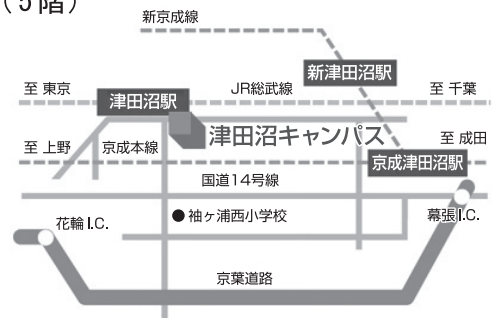 (5階)
新京成線
新津田沼駅
至 東京
津田沼駅
JR総武線
至 千葉
津田沼キャンパス
至 上野
京成本線
至 成田
京成津田沼駅
国道14号線
花輪I.C.
●袖ヶ浦西小学校
幕張I.C.
京葉道路